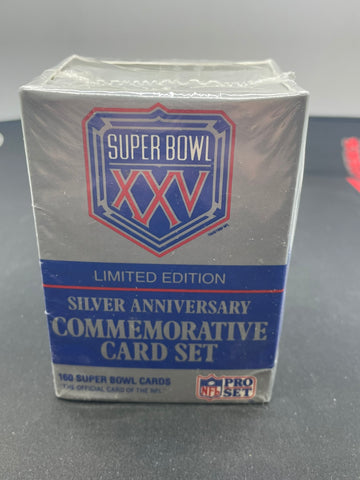 SUPER BOWL
XXV
LIMITED EDITION
SILVER ANNIVERSARY
COMMEMORATIVE
CARD SET
160 SUPER BOWL CARDS
"THE OFFICIAL CARD OF THE NFL"
NFL
PRO
SET